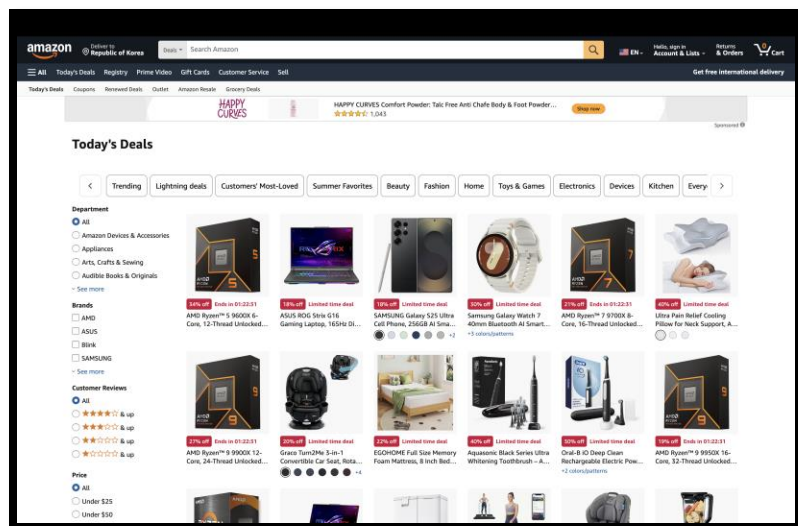 amazon
Deliver to
Republic of Korea
Deals
Search Amazon
EN
Hello, sign in
Account & Lists
Returns
& Orders
0
Cart
All
Today's Deals
Registry
Prime Video
Gift Cards
Customer Service
Sell
Get free international delivery
Today's Deals
Coupons
Renewed Deals
Outlet
Amazon Resale
Grocery Deals
HAPPY
CURVES
HAPPY CURVES Comfort Powder: Talc Free Anti Chafe Body & Foot Powder...
1,043
Shop now
Sponsored
Today's Deals
Trending
Lightning deals
Customers' Most-Loved
Summer Favorites
Beauty
Fashion
Home
Toys & Games
Electronics
Devices
Kitchen
Every
Department
All
Amazon Devices & Accessories
Appliances
Arts, Crafts & Sewing
Audible Books & Originals
See more
Brands
AMD
ASUS
Blink
SAMSUNG
See more
Customer Reviews
All
& up
& up
& up
& up
Price
All
Under $25
Under $50
34% off Ends in 01:22:31
AMD Ryzen™ 5 9600X 6-
Core, 12-Thread Unlocked...
18% off Limited time deal
ASUS ROG Strix G16
Gaming Laptop, 165Hz Di...
18% off Limited time deal
SAMSUNG Galaxy S25 Ultra
Cell Phone, 256GB AI Sma...
+2
30% off Limited time deal
Samsung Galaxy Watch 7
40mm Bluetooth AI Smart...
+3 colors/patterns
21% off Ends in 01:22:31
AMD Ryzen™ 7 9700X 8-
Core, 16-Thread Unlocked...
40% off Limited time deal
Ultra Pain Relief Cooling
Pillow for Neck Support, A...
27% off Ends in 01:22:31
AMD Ryzen™ 9 9900X 12-
Core, 24-Thread Unlocked...
20% off Limited time deal
Graco Turn2Me 3-in-1
Convertible Car Seat, Rota...
+4
22% off Limited time deal
EGOHOME Full Size Memory
Foam Mattress, 8 Inch Bed...
40% off Limited time deal
Aquasonic Black Series Ultra
Whitening Toothbrush – A...
50% off Limited time deal
Oral-B iO Deep Clean
Rechargeable Electric Pow...
+2 colors/patterns
19% off Ends in 01:22:31
AMD Ryzen™ 9 9950X 16-
Core, 32-Thread Unlocked...